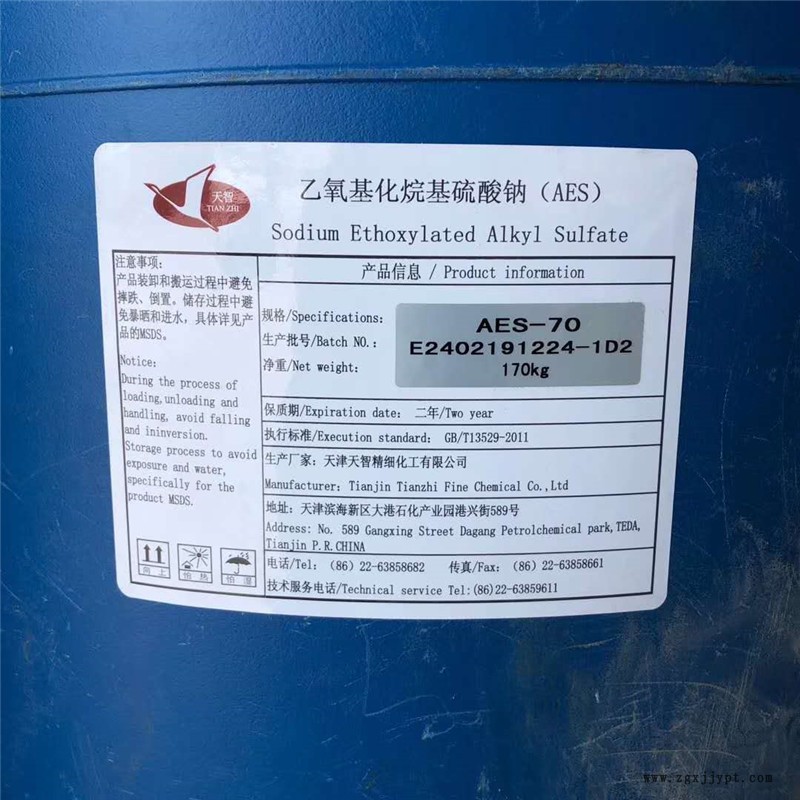 天智
TIAN ZHI
乙氧基化烷基硫酸钠（AES）
Sodium Ethoxylated Alkyl Sulfate
注意事项:
产品装卸和搬运过程中避免
摔跌、倒置。储存过程中避
免暴晒和进水，具体详见产
品的MSDS。
Notice:
During the process of
loading,unloading and
handling, avoid falling
and ininversion.
Storage process to avoid
exposure and water,
specifically for the
product MSDS.
向上
怕热
怕湿
产品信息 / Product information
规格/Specifications:
AES-70
生产批号/Batch NO.:
E2402191224-1D2
净重/Net weight:
170kg
保质期/Expiration date: 二年/Two year
执行标准/Execution standard: GB/T13529-2011
生产厂家: 天津天智精细化工有限公司
Manufacturer: Tianjin Tianzhi Fine Chemical Co.,Ltd
地址: 天津滨海新区大港石化产业园港兴街589号
Address: No. 589 Gangxing Street Dagang Petrolchemical park,TEDA,
Tianjin P.R.CHINA
电话/Tel: (86) 22-63858682 传真/Fax: (86) 22-63858661
技术服务电话/Technical service Tel:(86)22-63859611
www.zgxjjypt.com